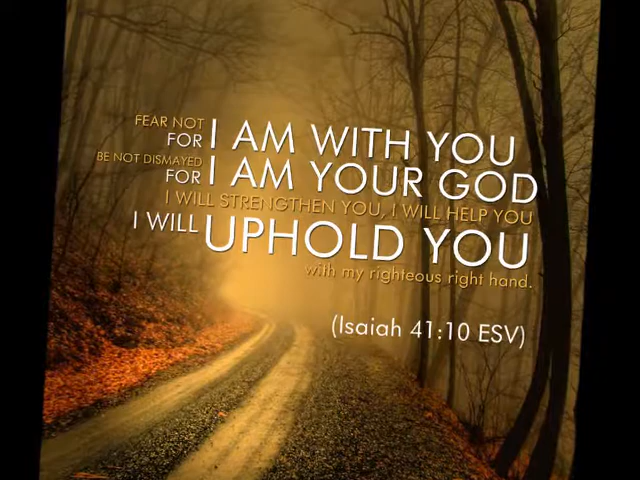 FEAR NOT
FOR I AM WITH YOU
BE NOT DISMAYED
FOR I AM YOUR GOD
I WILL STRENGTHEN YOU, I WILL HELP YOU
I WILL UPHOLD YOU
with my righteous right hand.
(Isaiah 41:10 ESV)